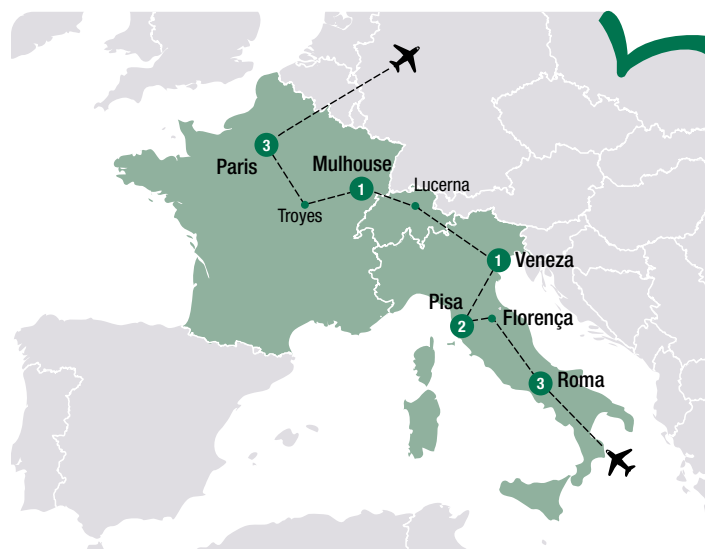 3
Paris
Mulhouse
1
Troyes
Lucerna
1
Veneza
Pisa
2
Florença
3
Roma